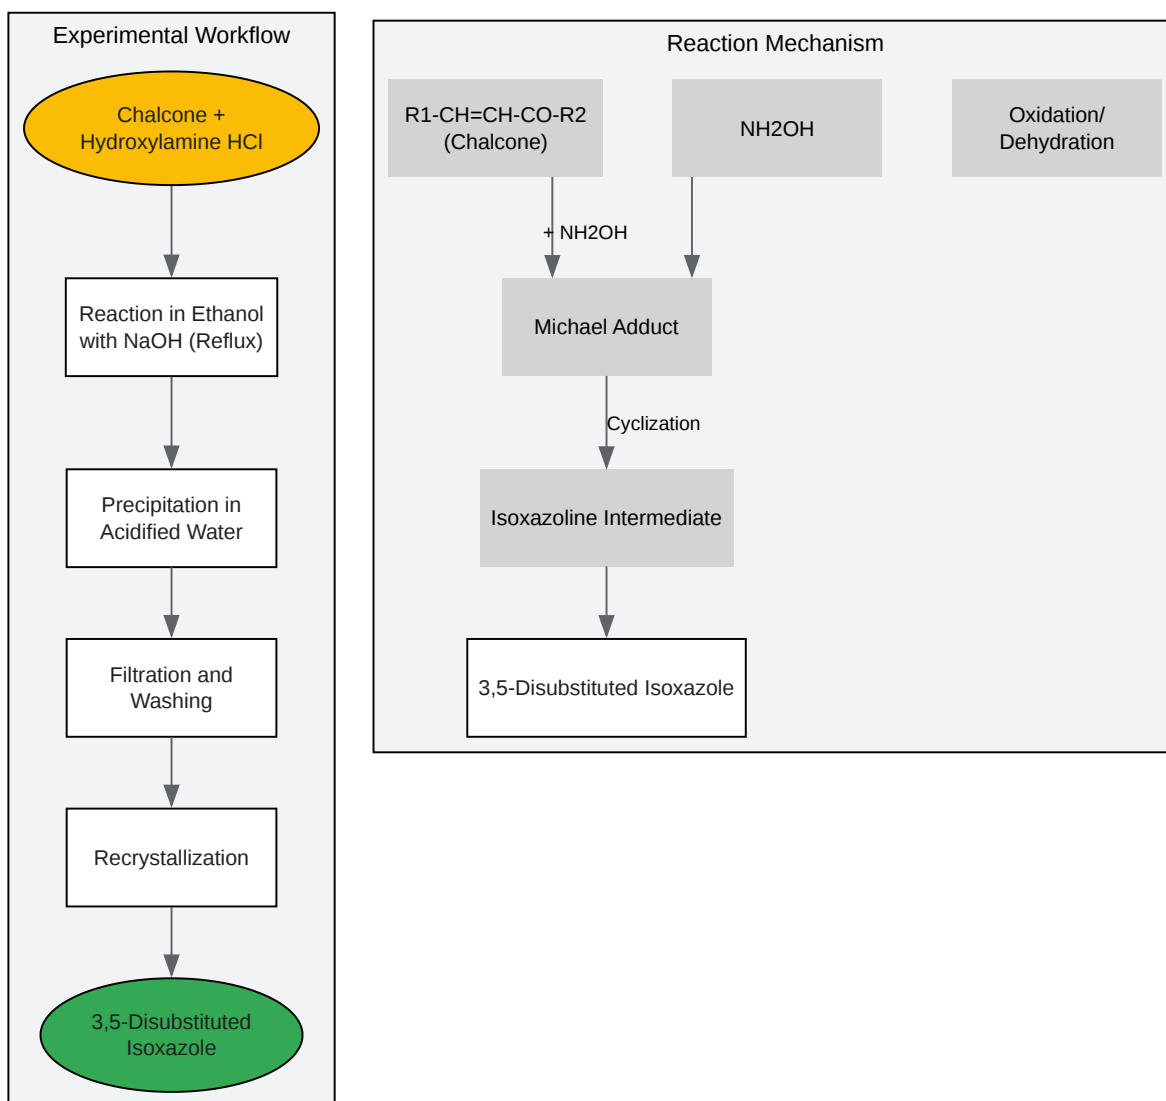 Experimental Workflow
Chalcone +
Hydroxylamine HCl
Reaction in Ethanol
with NaOH (Reflux)
Precipitation in
Acidified Water
Filtration and
Washing
Recrystallization
3,5-Disubstituted
Isoxazole
Reaction Mechanism
R1-CH=CH-CO-R2
(Chalcone)
NH2OH
Oxidation/
Dehydration
+ NH2OH
Michael Adduct
Cyclization
Isoxazoline Intermediate
3,5-Disubstituted Isoxazole